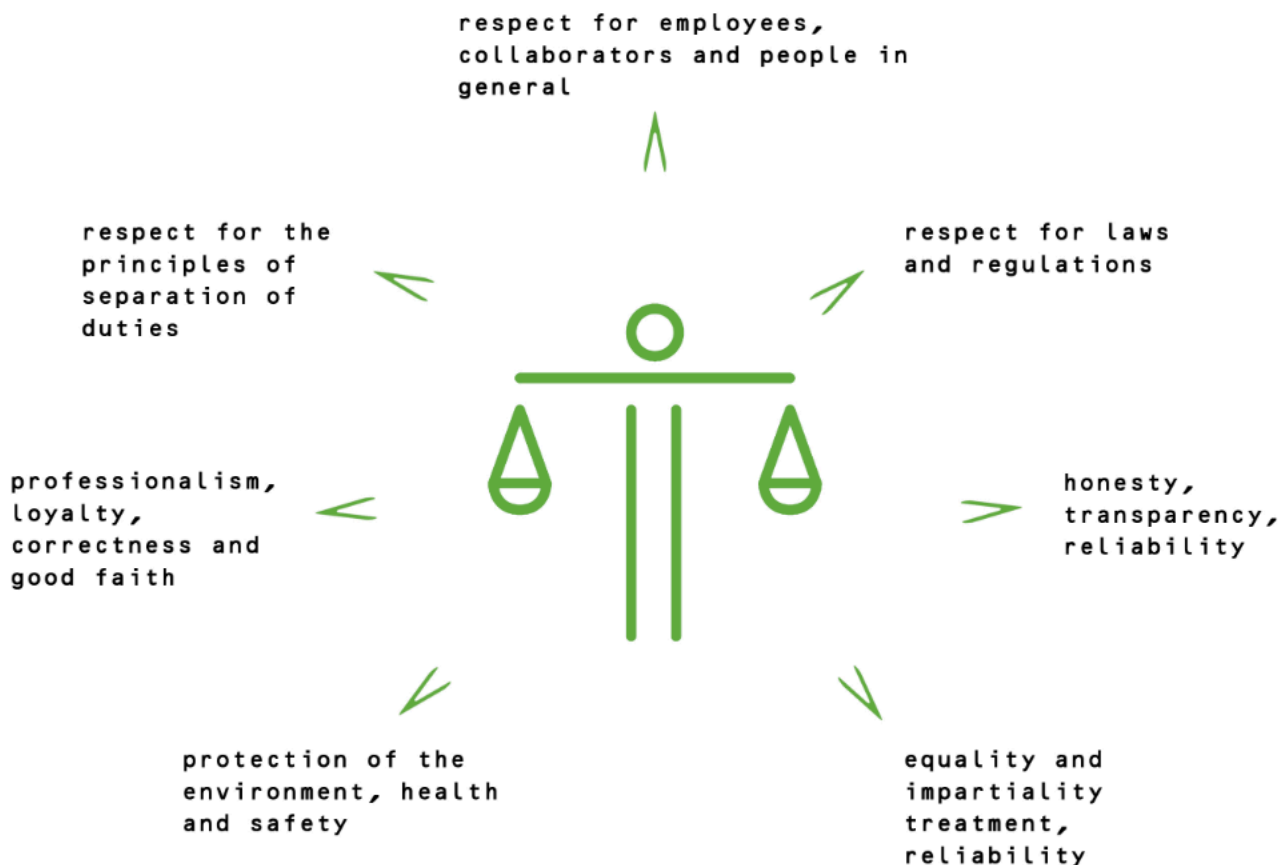 respect for employees,
collaborators and people in
general
respect for the
principles of
separation of
duties
respect for laws
and regulations
professionalism,
loyalty,
correctness and
good faith
honesty,
transparency,
reliability
protection of the
environment, health
and safety
equality and
impartiality
treatment,
reliability